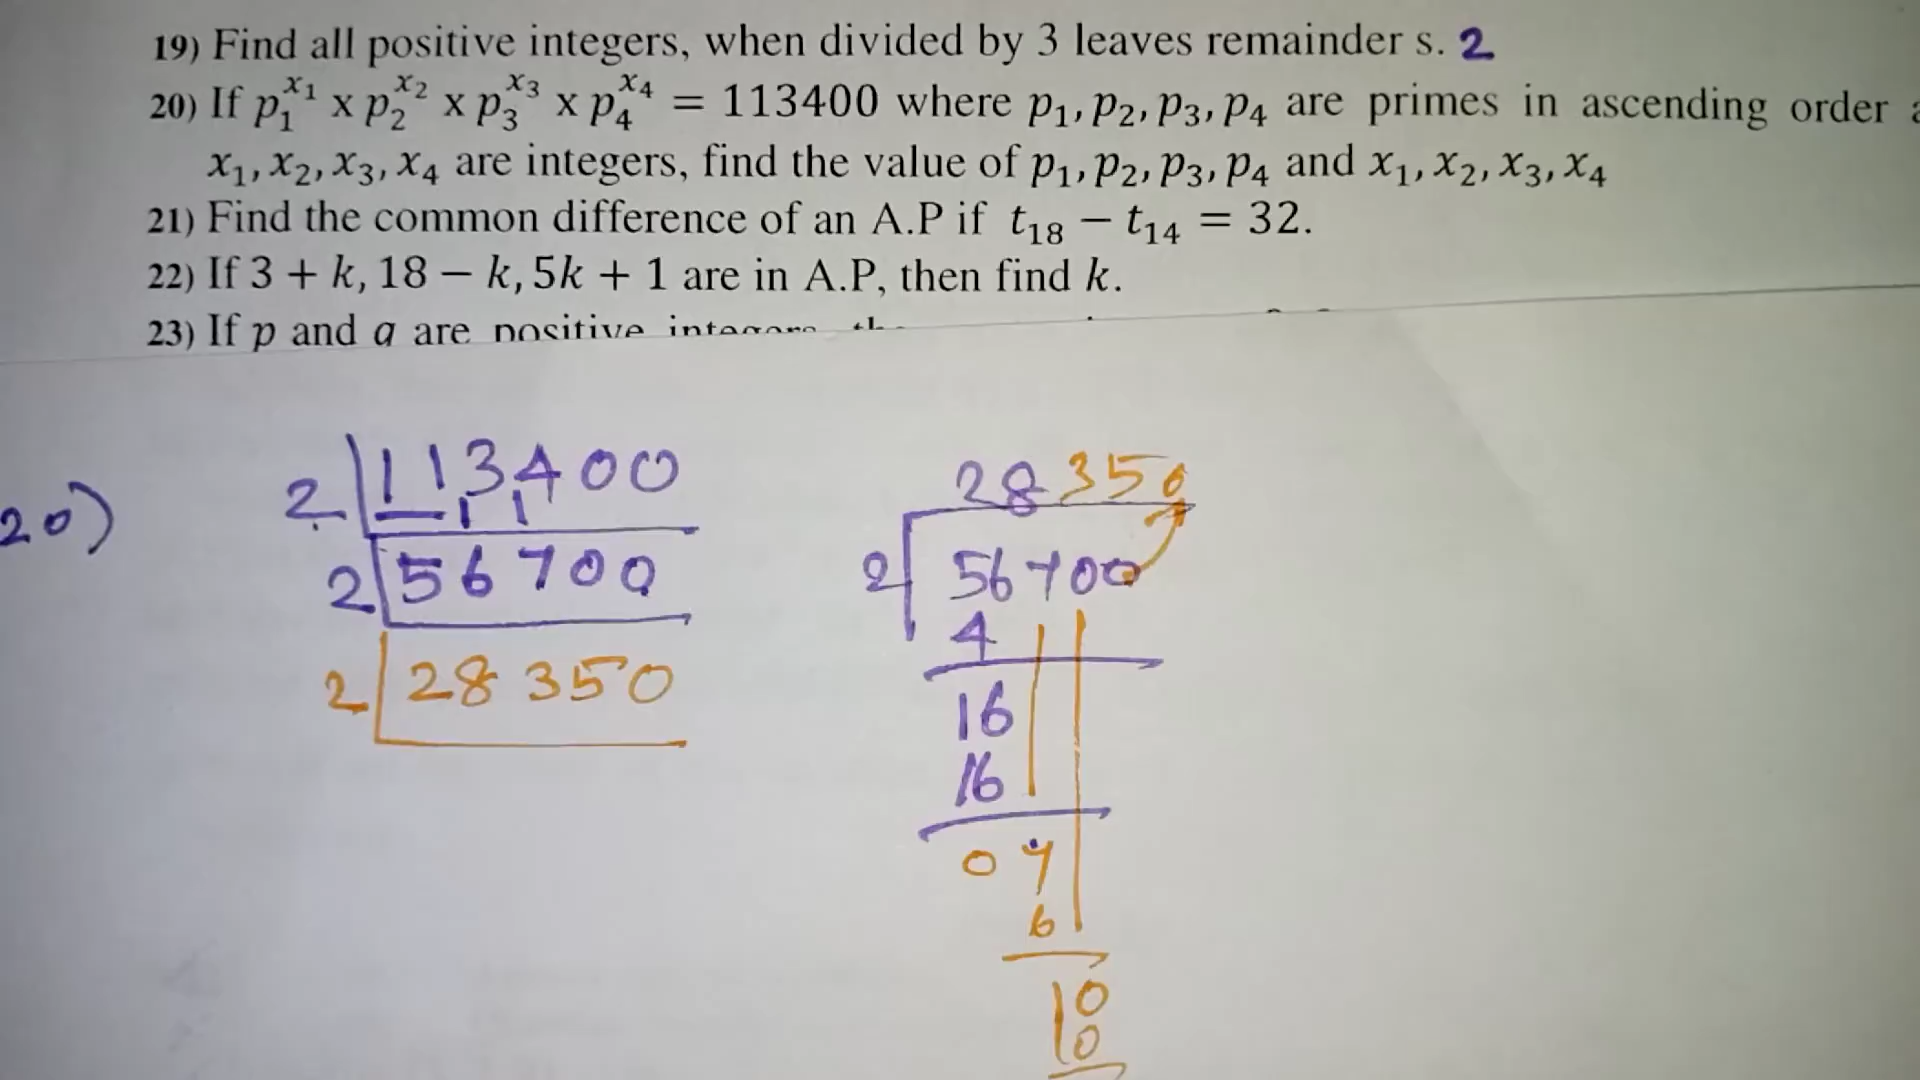 19) Find all positive integers, when divided by 3 leaves remainder s. 2
20) If p₁^x₁ x p₂^x₂ x p₃^x₃ x p₄^x₄ = 113400 where p₁, p₂, p₃, p₄ are primes in ascending order
x₁, x₂, x₃, x₄ are integers, find the value of p₁, p₂, p₃, p₄ and x₁, x₂, x₃, x₄
21) Find the common difference of an A.P if t₁₈ − t₁₄ = 32.
22) If 3 + k, 18 − k, 5k + 1 are in A.P, then find k.
23) If p and q are positive integers
20)
2 113400
1 1
2 56700
2 28350
28350
2 56700
4
16
16
07
6
10
10